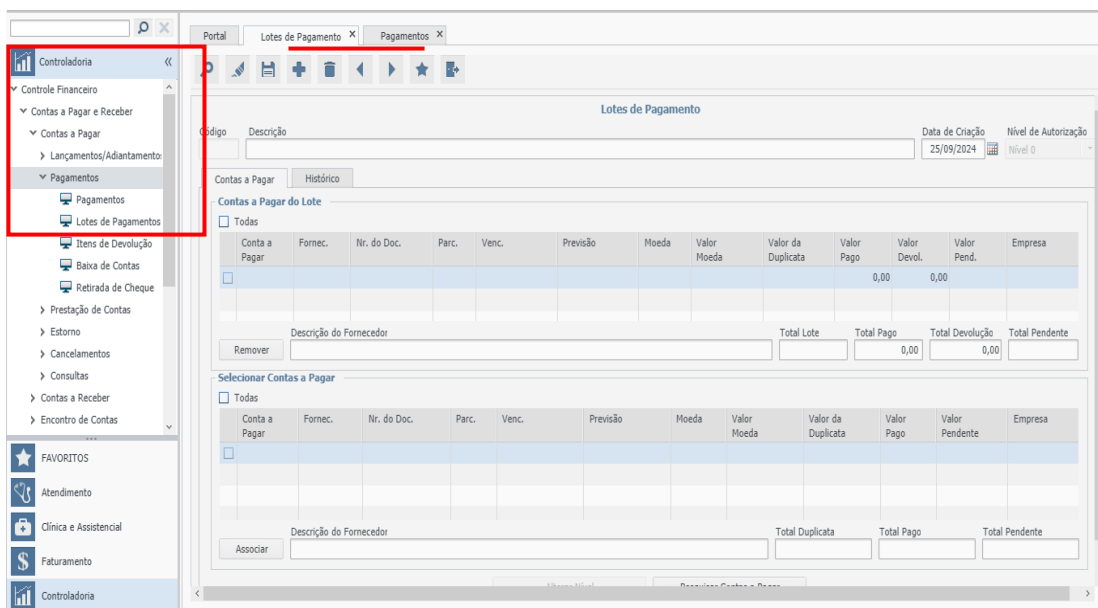 Portal Lotes de Pagamento X Pagamentos X
Controladoria
Controle Financeiro
Contas a Pagar e Receber
Contas a Pagar
Lançamentos/Adiantamento
Pagamentos
Pagamentos
Lotes de Pagamentos
Itens de Devolução
Baixa de Contas
Retirada de Cheque
Prestação de Contas
Estorno
Cancelamentos
Consultas
Contas a Receber
Encontro de Contas
FAVORITOS
Atendimento
Clínica e Assistencial
Faturamento
Controladoria
Lotes de Pagamento
Código Descrição Data de Criação Nível de Autorização
25/09/2024 Nível 0
Contas a Pagar Histórico
Contas a Pagar do Lote
Todas
Conta a Pagar Fornec. Nr. do Doc. Parc. Venc. Previsão Moeda Valor Moeda Valor da Duplicata Valor Pago Valor Devol. Valor Pend. Empresa
0,00 0,00
Descrição do Fornecedor Total Lote Total Pago Total Devolução Total Pendente
Remover 0,00 0,00
Selecionar Contas a Pagar
Todas
Conta a Pagar Fornec. Nr. do Doc. Parc. Venc. Previsão Moeda Valor Moeda Valor da Duplicata Valor Pago Valor Pendente Empresa
Descrição do Fornecedor Total Duplicata Total Pago Total Pendente
Associar